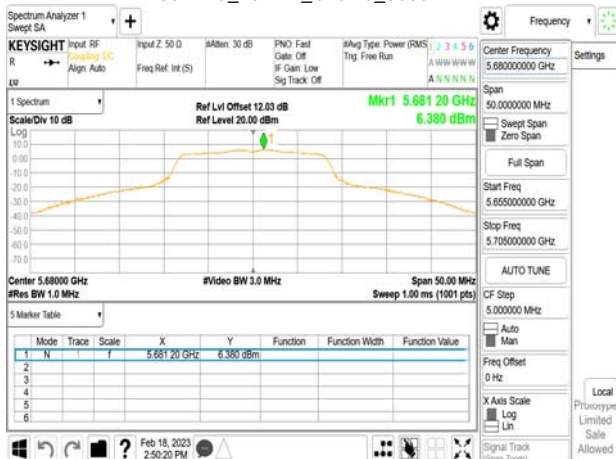 Spectrum Analyzer 1
Swept SA
Frequency
KEYSIGHT Input: RF Input Z: 50 Ω #Atten: 30 dB PNO: Fast #Avg Type: Power (RMS 1 2 3 4 5 6
R Coupling: DC Gate: Off Trig: Free Run A W W W W W
Align: Auto Freq Ref: Int (S) IF Gain: Low
Sig Track: Off A N N N N N
LXI
1 Spectrum
Ref Lvl Offset 12.03 dB Mkr1 5.681 20 GHz
Scale/Div 10 dB Ref Level 20.00 dBm 6.380 dBm
Log
10.0
0.00
-10.0
-20.0
-30.0
-40.0
-50.0
-60.0
-70.0
1
Center 5.68000 GHz #Video BW 3.0 MHz Span 50.00 MHz
#Res BW 1.0 MHz Sweep 1.00 ms (1001 pts)
5 Marker Table
Mode Trace Scale X Y Function Function Width Function Value
1 N 1 f 5.681 20 GHz 6.380 dBm
2
3
4
5
6
Feb 18, 2023
2:50:20 PM
Center Frequency
5.680000000 GHz
Settings
Span
50.0000000 MHz
Swept Span
Zero Span
Full Span
Start Freq
5.655000000 GHz
Stop Freq
5.705000000 GHz
AUTO TUNE
CF Step
5.000000 MHz
Auto
Man
Freq Offset
0 Hz
X Axis Scale
Log
Lin
Signal Track
(Span Zoom)
Local
Prototype
Limited
Sale
Allowed